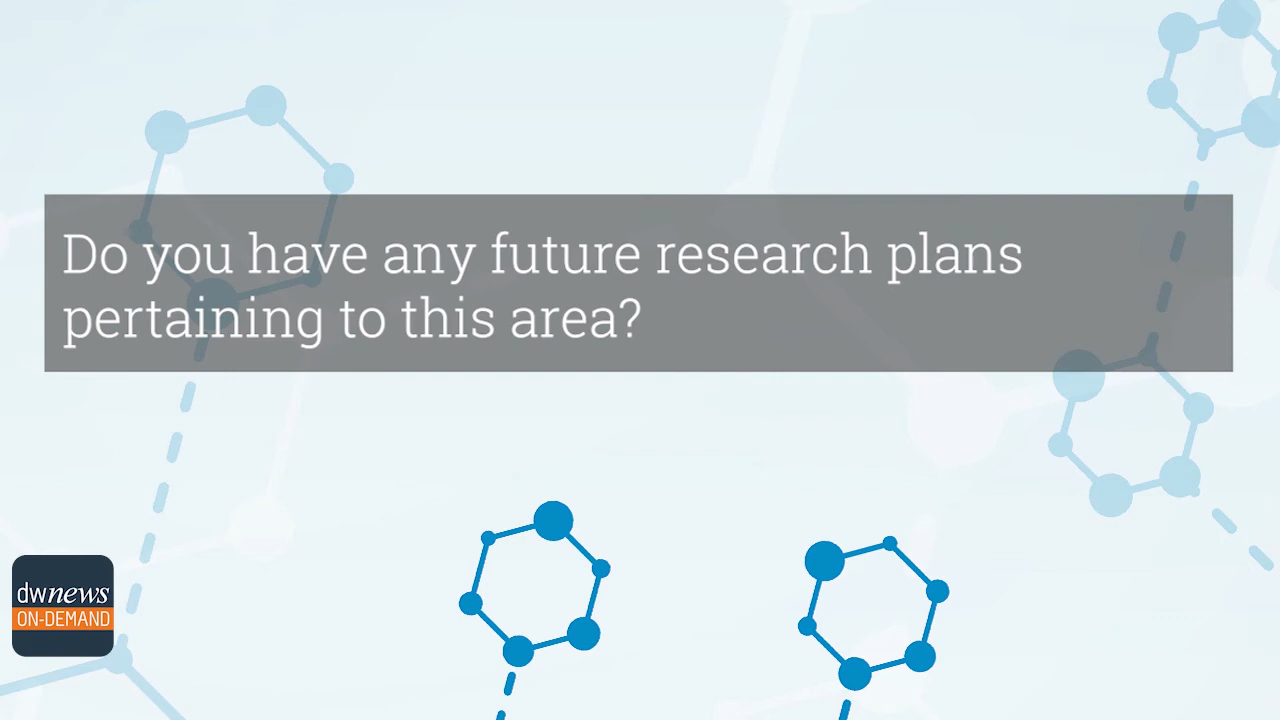 Do you have any future research plans
pertaining to this area?
dwnews
ON-DEMAND